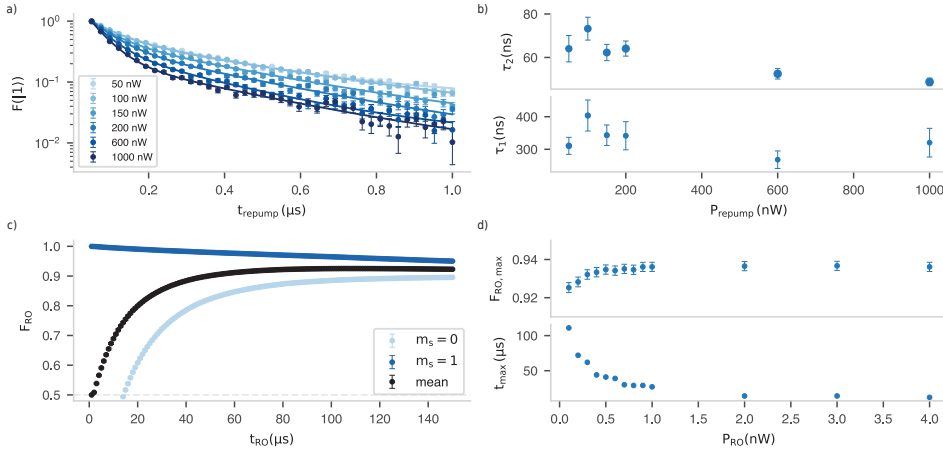 a)
F(|1⟩)
10⁰
10⁻¹
10⁻²
50 nW
100 nW
150 nW
200 nW
600 nW
1000 nW
0.2 0.4 0.6 0.8 1.0
t_repump (μs)
b)
τ₂(ns)
80
60
τ₁(ns)
400
300
0 200 400 600 800 1000
P_repump (nW)
c)
F_RO
1.0
0.9
0.8
0.7
0.6
0.5
m_s = 0
m_s = 1
mean
0 20 40 60 80 100 120 140
t_RO(μs)
d)
F_RO,max
0.94
0.92
t_max (μs)
100
50
0.0 0.5 1.0 1.5 2.0 2.5 3.0 3.5 4.0
P_RO(nW)